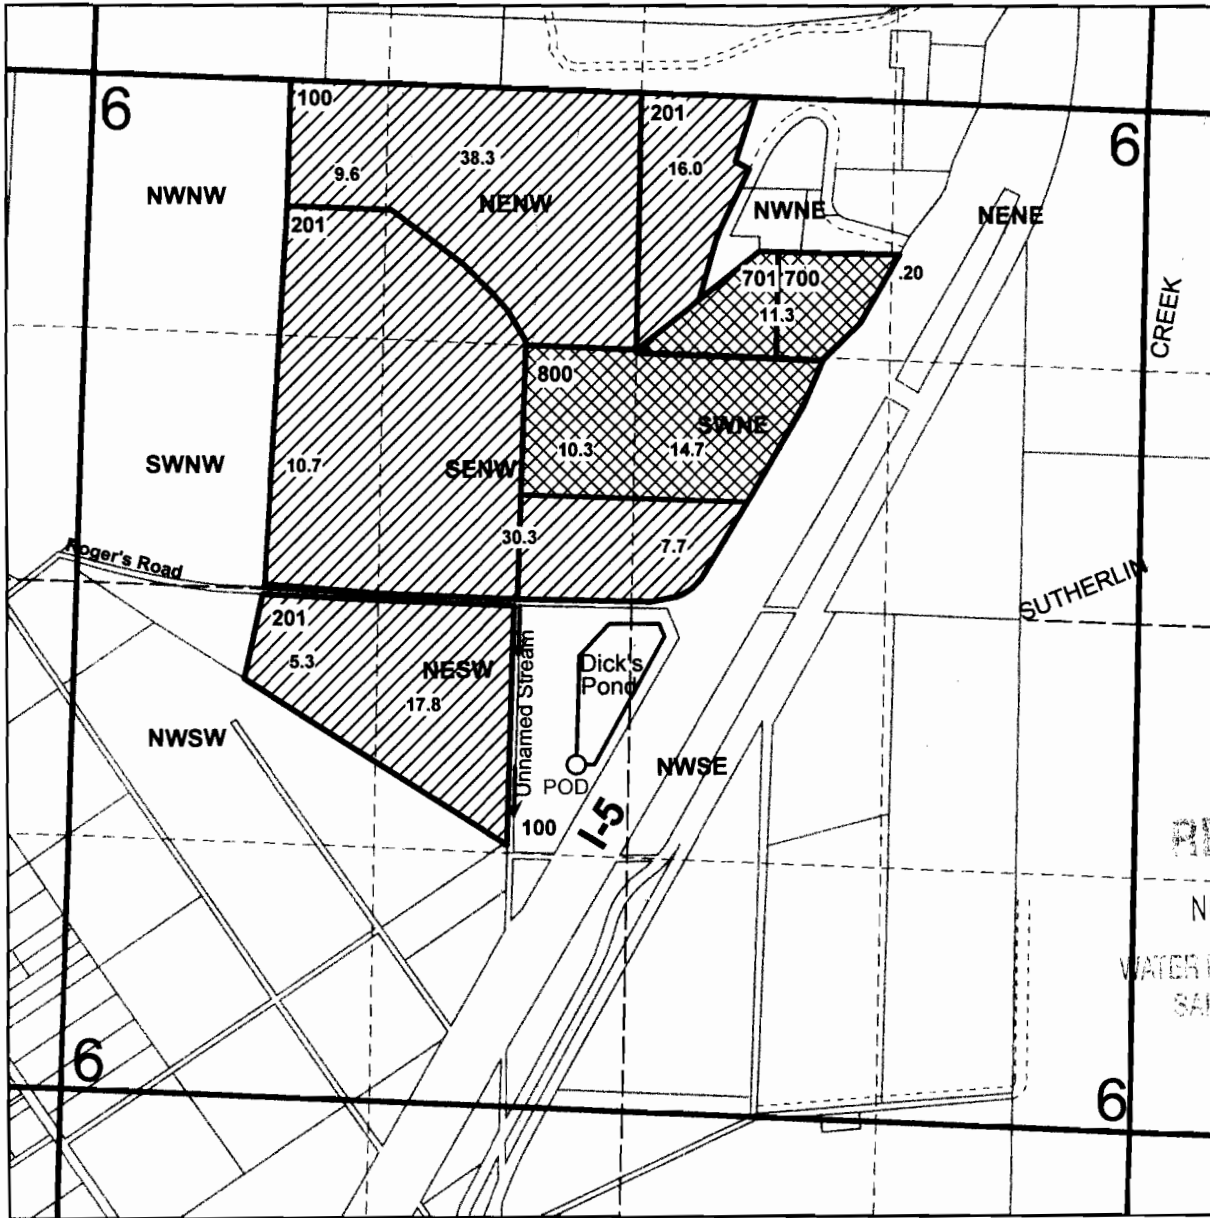 6
6
100
201
38.3
9.6
16.0
NWNW
NENW
NWNE
NENE
201
701
700
.20
11.3
CREEK
800
SWNE
10.3
14.7
SWNW
10.7
SENW
30.3
7.7
Roger's Road
SUTHERLIN
201
5.3
NESW
17.8
Unnamed Stream
Dick's
Pond
NWSW
NWSE
POD
I-5
100
N
WATER
6
6